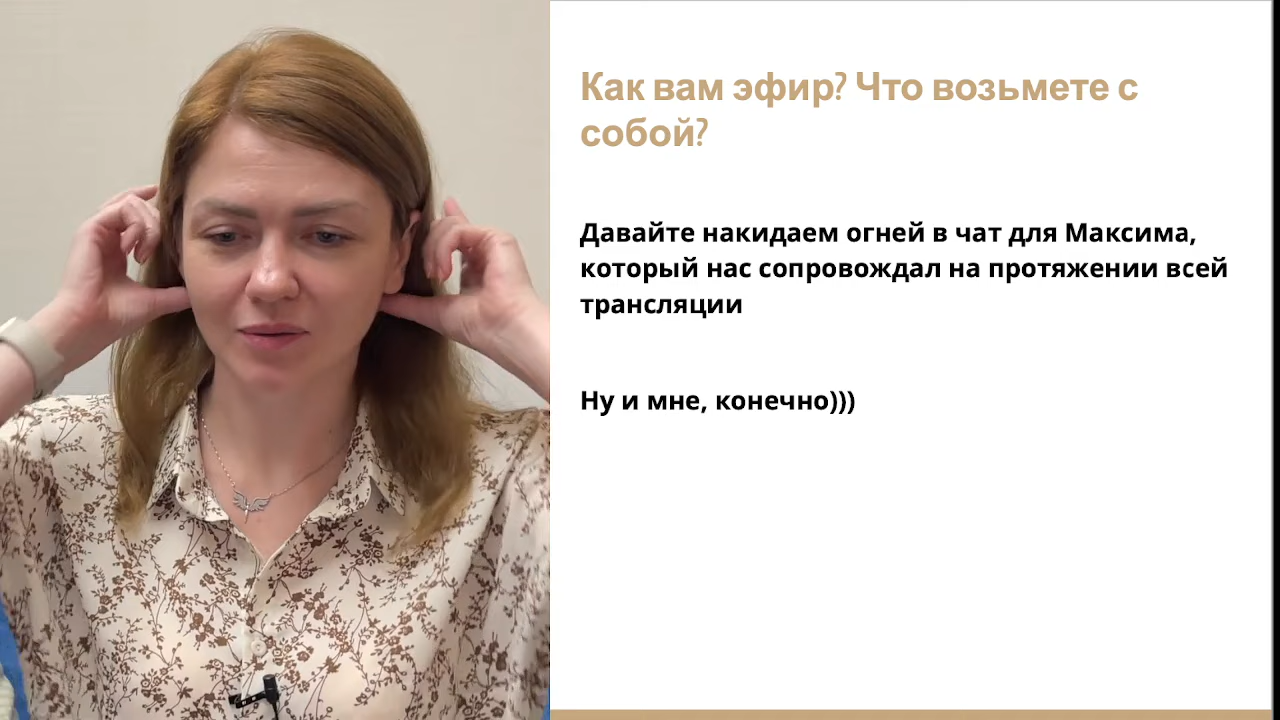 Как вам эфир? Что возьмете с
собой?
Давайте накидаем огней в чат для Максима,
который нас сопровождал на протяжении всей
трансляции
Ну и мне, конечно)))